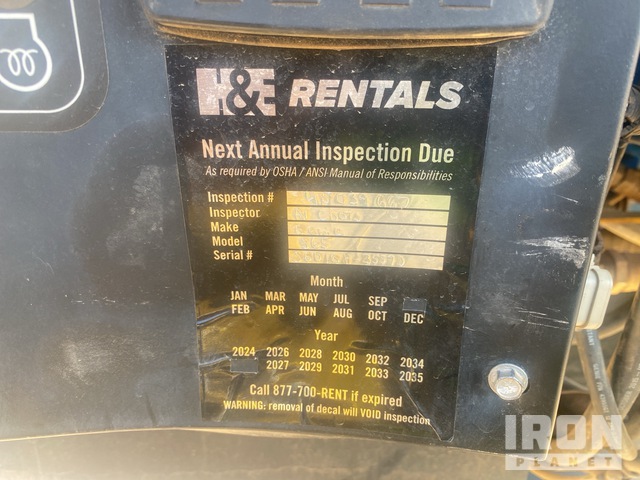 H&E RENTALS
Next Annual Inspection Due
As required by OSHA / ANSI Manual of Responsibilities
Inspection #
Inspector
Make
Model
Serial #
Month
JAN MAR MAY JUL SEP
FEB APR JUN AUG OCT DEC
Year
2024 2026 2028 2030 2032 2034
2027 2029 2031 2033 2035
Call 877-700-RENT if expired
WARNING: removal of decal will VOID inspection
IRON
PLANET